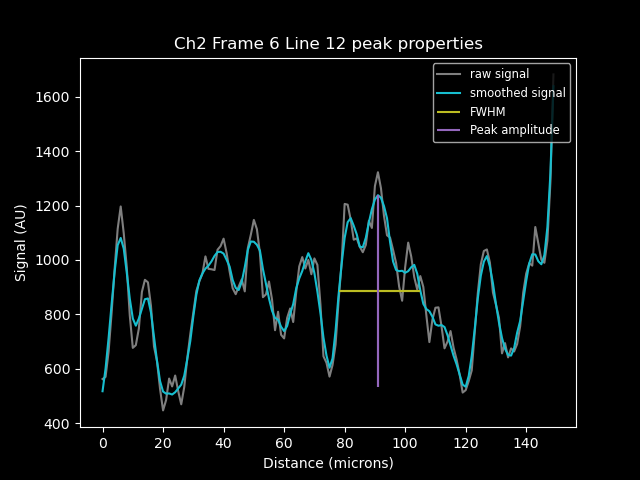 Ch2 Frame 6 Line 12 peak properties
raw signal
smoothed signal
FWHM
Peak amplitude
Signal (AU)
1600
1400
1200
1000
800
600
400
0 20 40 60 80 100 120 140
Distance (microns)